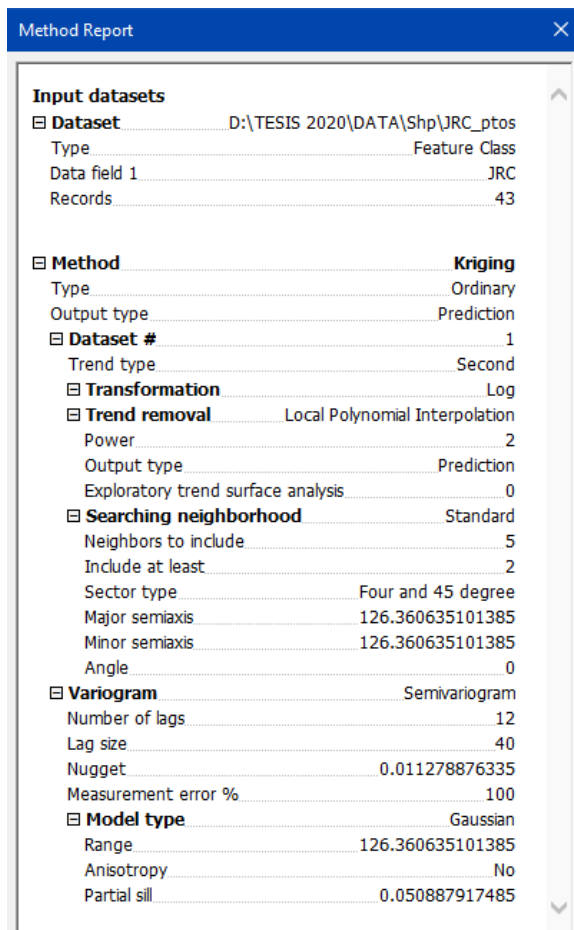 Method Report
Input datasets
Dataset D:\TESIS 2020\DATA\Shp\JRC_ptos
Type Feature Class
Data field 1 JRC
Records 43
Method Kriging
Type Ordinary
Output type Prediction
Dataset # 1
Trend type Second
Transformation Log
Trend removal Local Polynomial Interpolation
Power 2
Output type Prediction
Exploratory trend surface analysis 0
Searching neighborhood Standard
Neighbors to include 5
Include at least 2
Sector type Four and 45 degree
Major semiaxis 126.360635101385
Minor semiaxis 126.360635101385
Angle 0
Variogram Semivariogram
Number of lags 12
Lag size 40
Nugget 0.011278876335
Measurement error % 100
Model type Gaussian
Range 126.360635101385
Anisotropy No
Partial sill 0.050887917485